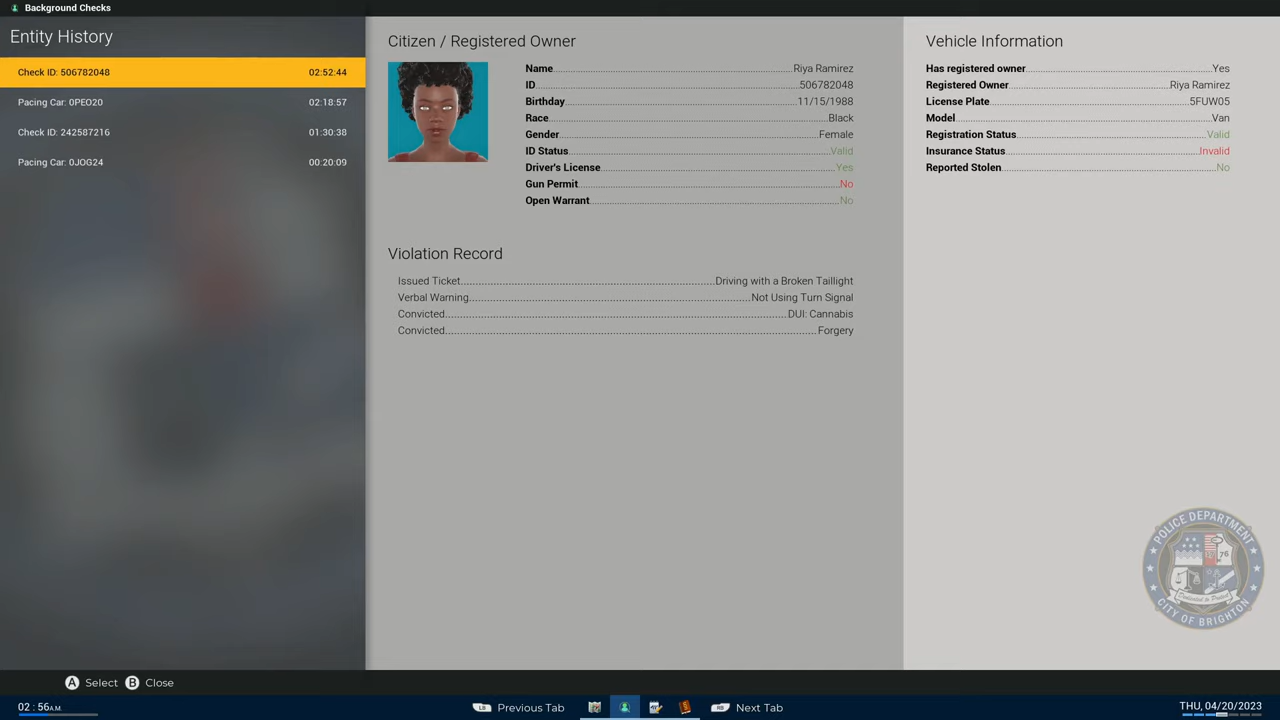 Background Checks
Entity History
Check ID: 506782048 02:52:44
Pacing Car: 0PEO20 02:18:57
Check ID: 242587216 01:30:38
Pacing Car: 0JOG24 00:20:09
Citizen / Registered Owner
Name Riya Ramirez
ID 506782048
Birthday 11/15/1988
Race Black
Gender Female
ID Status Valid
Driver's License Yes
Gun Permit No
Open Warrant No
Violation Record
Issued Ticket Driving with a Broken Taillight
Verbal Warning Not Using Turn Signal
Convicted DUI: Cannabis
Convicted Forgery
Vehicle Information
Has registered owner Yes
Registered Owner Riya Ramirez
License Plate 5FUW05
Model Van
Registration Status Valid
Insurance Status Invalid
Reported Stolen No
POLICE DEPARTMENT
17 76
CITY OF BRIGHTON
A Select B Close
02 : 56 A.M.
LB Previous Tab
RB Next Tab
THU, 04/20/2023